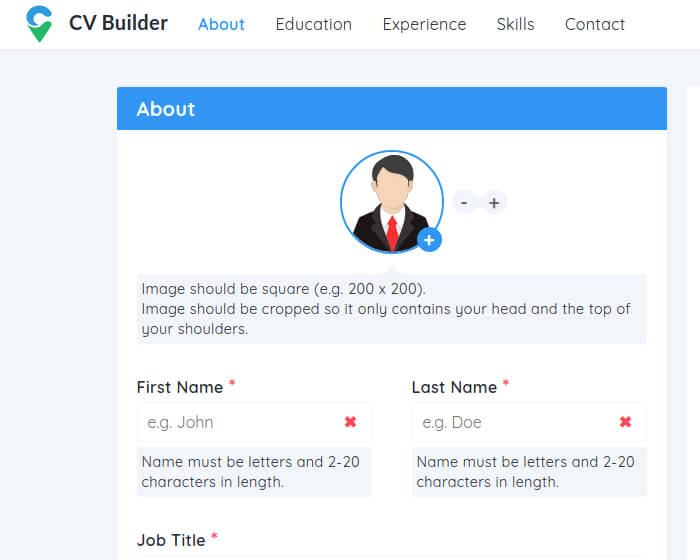 CV Builder About Education Experience Skills Contact
About
- +
+
Image should be square (e.g. 200 x 200).
Image should be cropped so it only contains your head and the top of
your shoulders.
First Name * Last Name *
e.g. John ✖ e.g. Doe ✖
Name must be letters and 2-20 Name must be letters and 2-20
characters in length. characters in length.
Job Title *